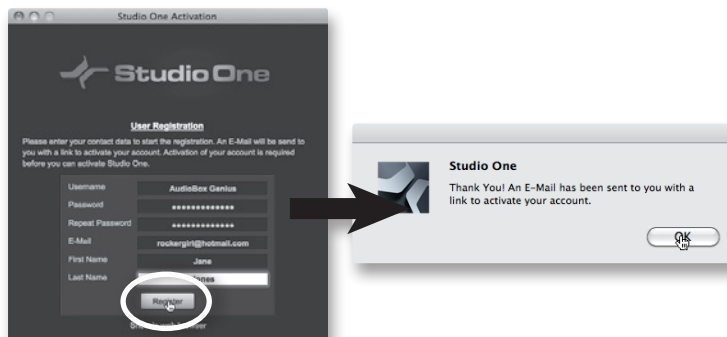 Studio One Activation
Studio One
User Registration
Please enter your contact data to start the registration. An E-Mail will be send to
you with a link to activate your account. Activation of your account is required
before you can activate Studio One.
Username AudioBox Genius
Password •••••••••••••
Repeat Password •••••••••••••
E-Mail rockergirl@hotmail.com
First Name Jane
Last Name
Register
Studio One
Thank You! An E-Mail has been sent to you with a
link to activate your account.
OK